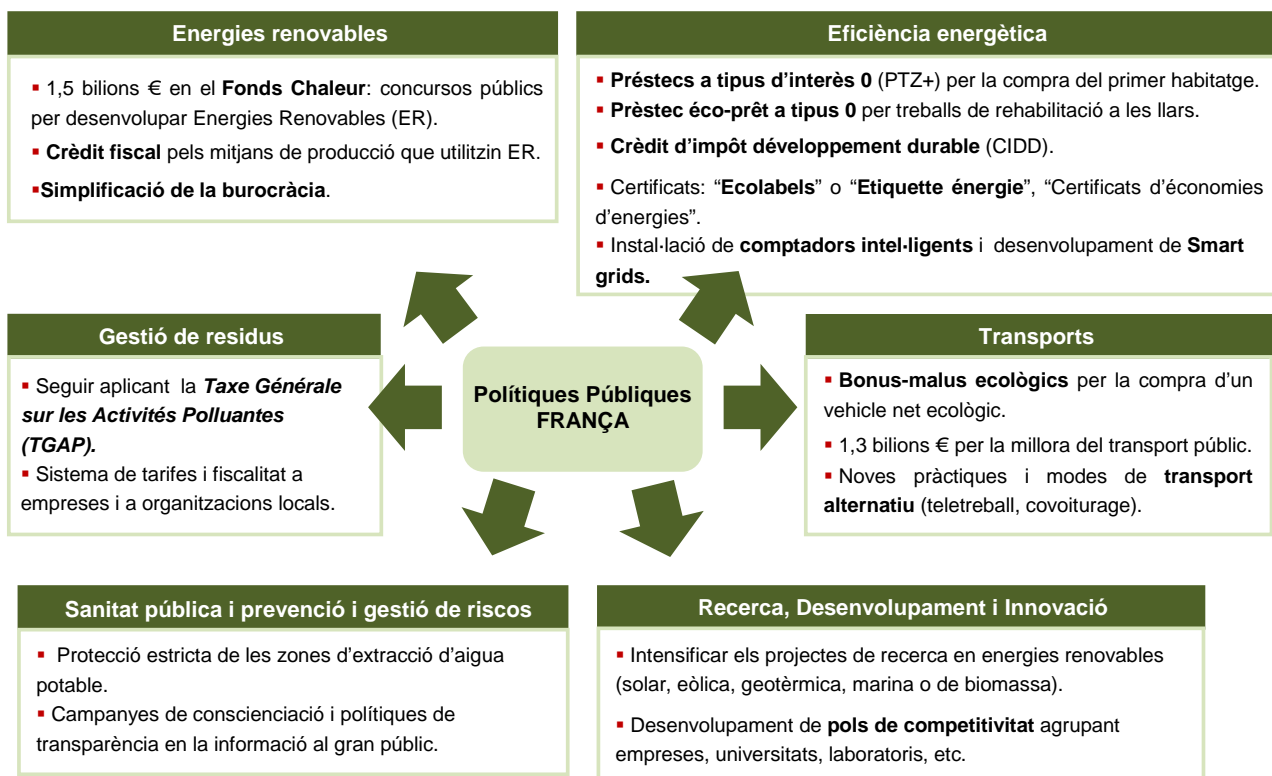 Energies renovables
▪ 1,5 bilions € en el Fonds Chaleur: concursos públics
per desevolupar Energies Renovables (ER).
▪ Crèdit fiscal pels mitjans de producció que utilitzin ER.
▪Simplificació de la burocràcia.
Eficiència energètica
▪ Préstecs a tipus d’interès 0 (PTZ+) per la compra del primer habitatge.
▪ Prèstec éco-prêt a tipus 0 per treballs de rehabilitació a les llars.
▪ Crèdit d’impôt développement durable (CIDD).
▪ Certificats: “Ecolabels” o “Etiquette énergie”, “Certificats d’économies
d’energies”.
▪ Instal·lació de comptadors intel·ligents i desenvolupament de Smart
grids.
Gestió de residus
▪ Seguir aplicant la Taxe Générale
sur les Activités Polluantes
(TGAP).
▪ Sistema de tarifes i fiscalitat a
empreses i a organitzacions locals.
Polítiques Públiques
FRANÇA
Transports
▪ Bonus-malus ecològics per la compra d’un
vehicle net ecològic.
▪ 1,3 bilions € per la millora del transport públic.
▪ Noves pràctiques i modes de transport
alternatiu (teletreball, covoiturage).
Sanitat pública i prevenció i gestió de riscos
▪ Protecció estricta de les zones d’extracció d’aigua
potable.
▪ Campanyes de conscienciació i polítiques de
transparència en la informació al gran públic.
Recerca, Desenvolupament i Innovació
▪ Intensificar els projectes de recerca en energies renovables
(solar, eòlica, geotèrmica, marina o de biomassa).
▪ Desenvolupament de pols de competitivitat agrupant
empreses, universitats, laboratoris, etc.